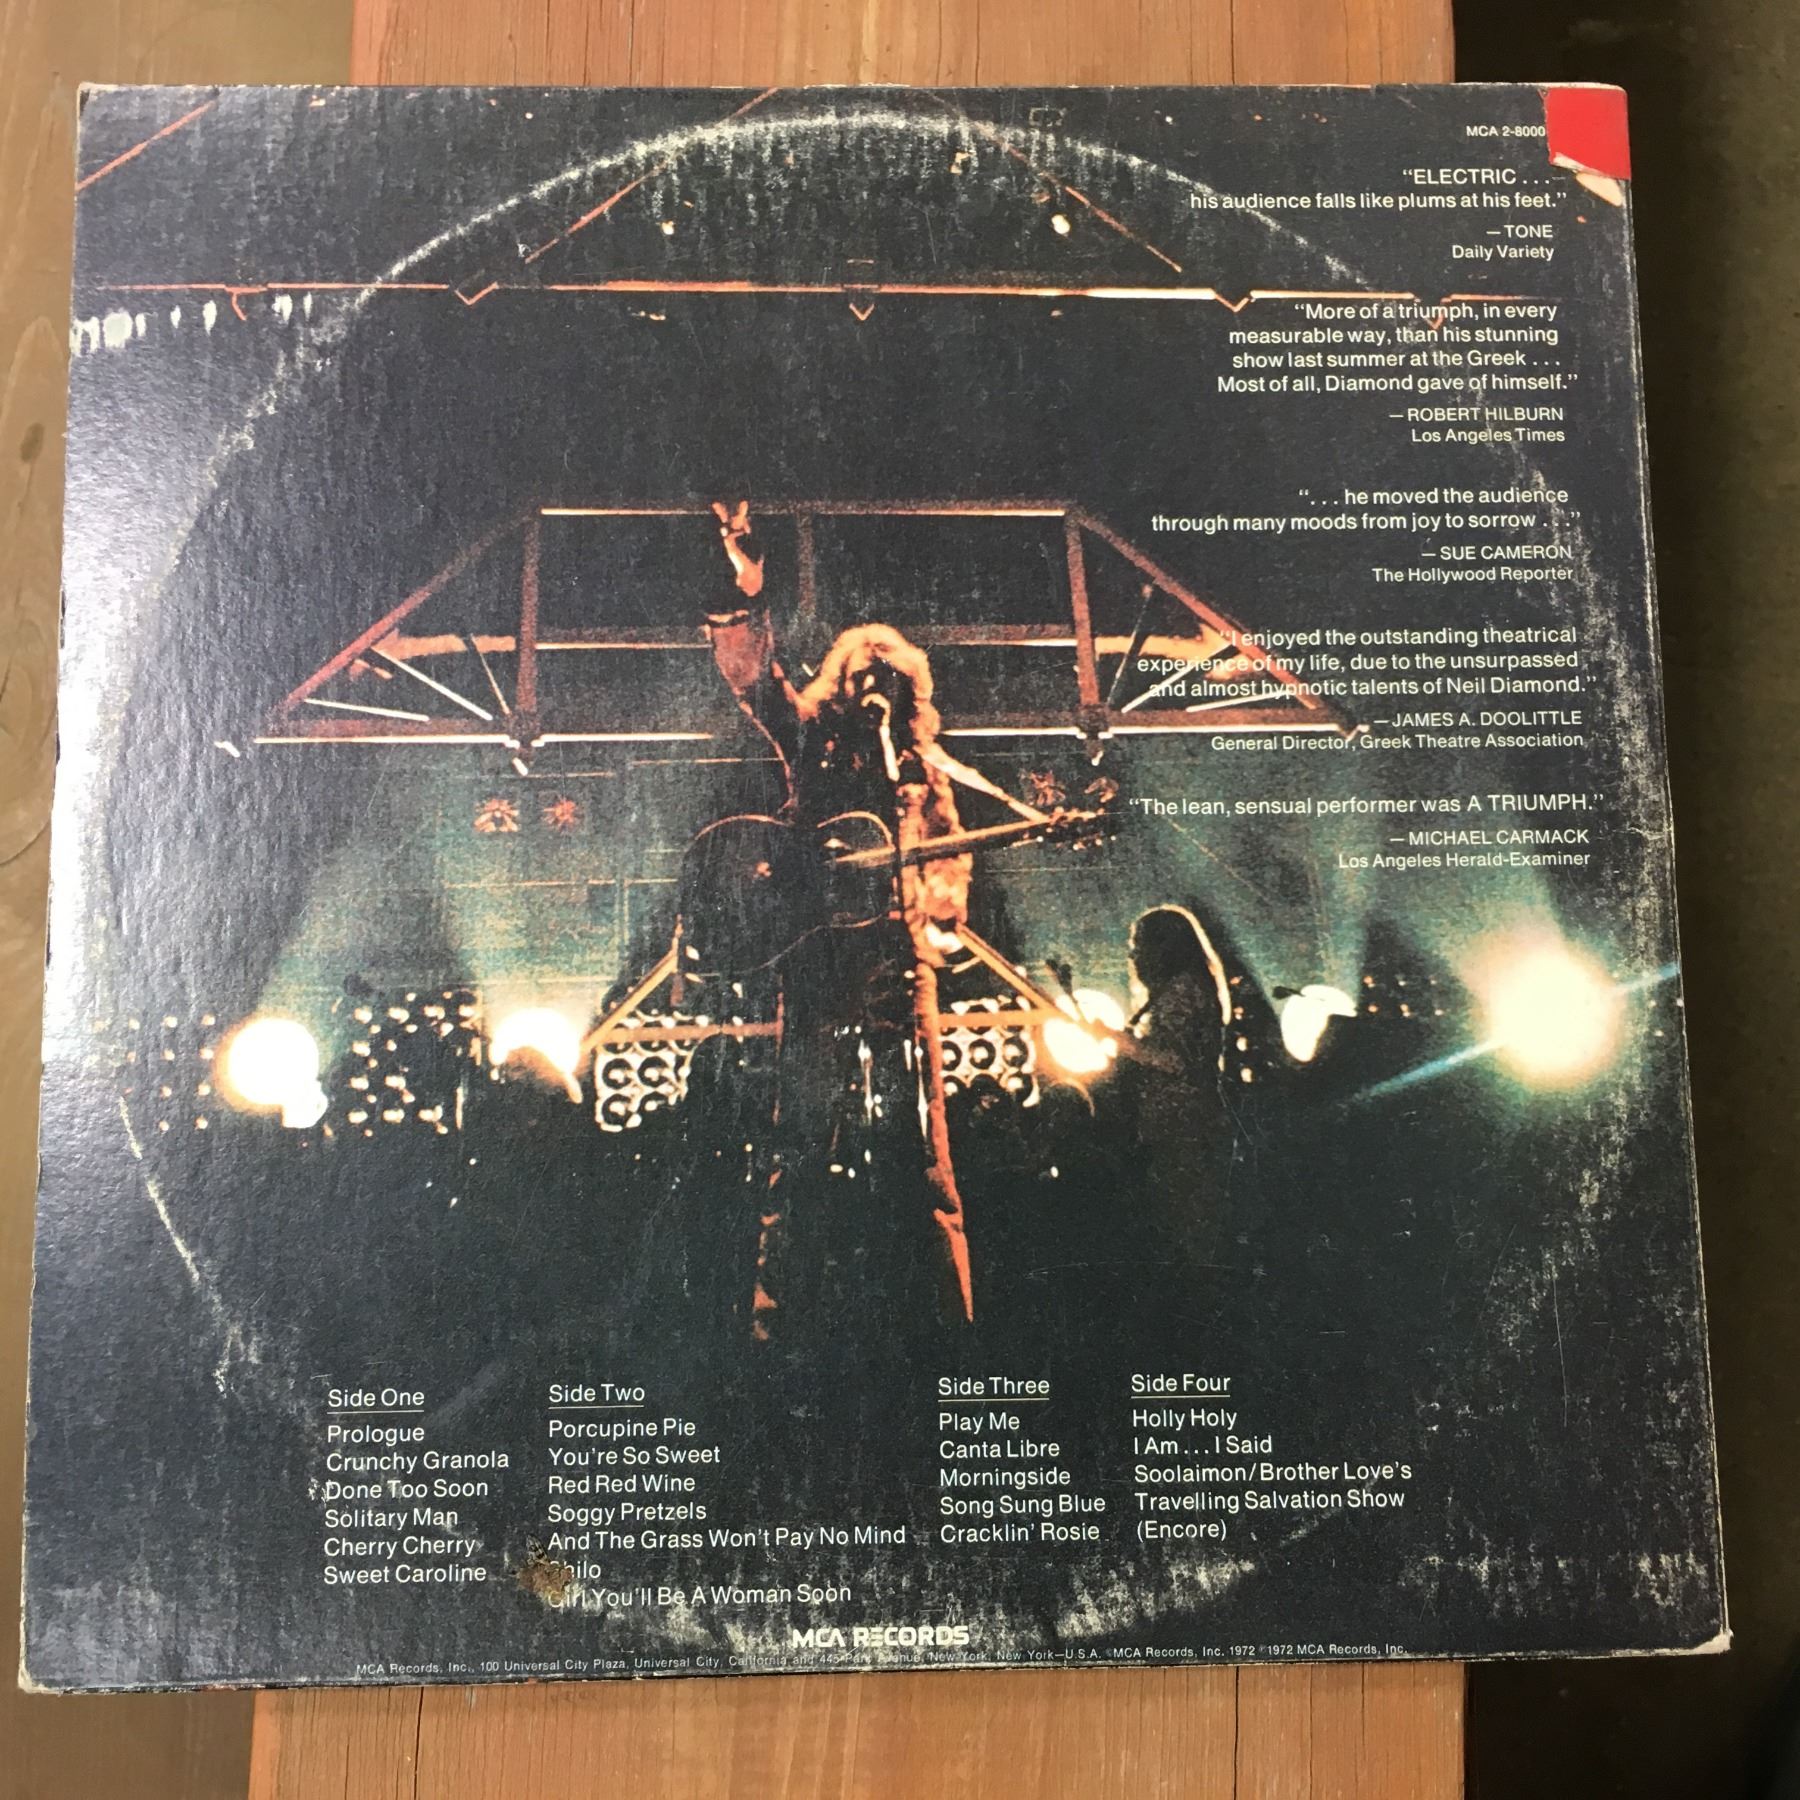 MCA 2-8000
“ELECTRIC . . .
his audience falls like plums at his feet.”
— TONE
Daily Variety
“More of a triumph, in every
measurable way, than his stunning
show last summer at the Greek . . .
Most of all, Diamond gave of himself.”
— ROBERT HILBURN
Los Angeles Times
“. . . he moved the audience
through many moods from joy to sorrow . . .”
— SUE CAMERON
The Hollywood Reporter
“I enjoyed the outstanding theatrical
experience of my life, due to the unsurpassed
and almost hypnotic talents of Neil Diamond.”
— JAMES A. DOOLITTLE
General Director, Greek Theatre Association
“The lean, sensual performer was A TRIUMPH.”
— MICHAEL CARMACK
Los Angeles Herald-Examiner
Side One
Prologue
Crunchy Granola
Done Too Soon
Solitary Man
Cherry Cherry
Sweet Caroline
Side Two
Porcupine Pie
You’re So Sweet
Red Red Wine
Soggy Pretzels
And The Grass Won’t Pay No Mind
Shilo
Girl You’ll Be A Woman Soon
Side Three
Play Me
Canta Libre
Morningside
Song Sung Blue
Cracklin’ Rosie
Side Four
Holly Holy
I Am . . . I Said
Soolaimon/Brother Love’s
Travelling Salvation Show
(Encore)
MCA RECORDS
MCA Records, Inc., 100 Universal City Plaza, Universal City, California and 445 Park Avenue, New York, New York—U.S.A. ©MCA Records, Inc. 1972 ℗1972 MCA Records, Inc.